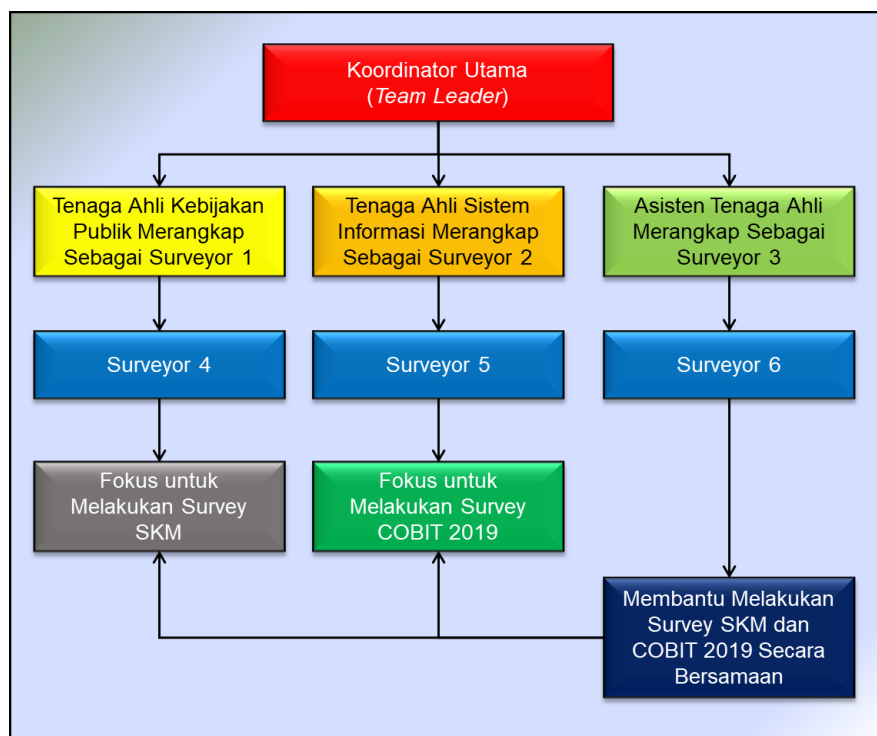 Koordinator Utama
(Team Leader)
Tenaga Ahli Kebijakan
Publik Merangkap
Sebagai Surveyor 1
Tenaga Ahli Sistem
Informasi Merangkap
Sebagai Surveyor 2
Asisten Tenaga Ahli
Merangkap Sebagai
Surveyor 3
Surveyor 4
Surveyor 5
Surveyor 6
Fokus untuk
Melakukan Survey
SKM
Fokus untuk
Melakukan Survey
COBIT 2019
Membantu Melakukan
Survey SKM dan
COBIT 2019 Secara
Bersamaan